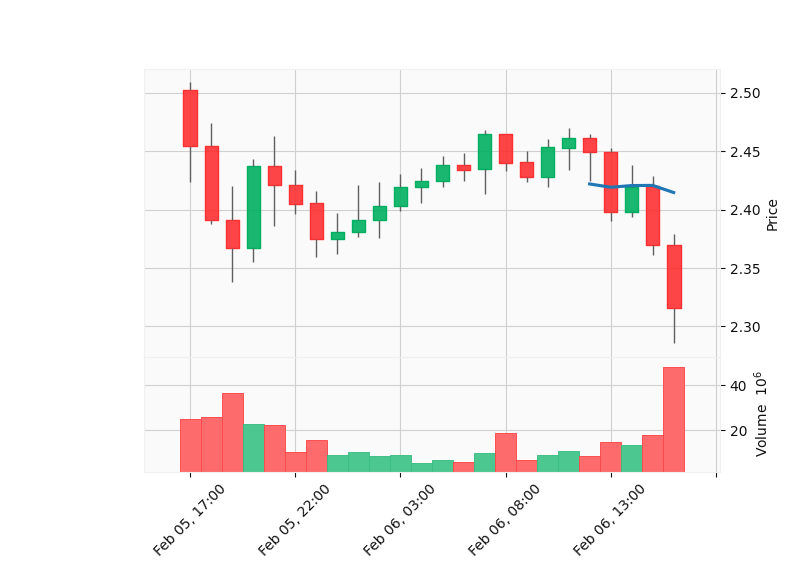 2.50
2.45
2.40
2.35
2.30
Price
40
20
Volume 10^6
Feb 05, 17:00
Feb 05, 22:00
Feb 06, 03:00
Feb 06, 08:00
Feb 06, 13:00